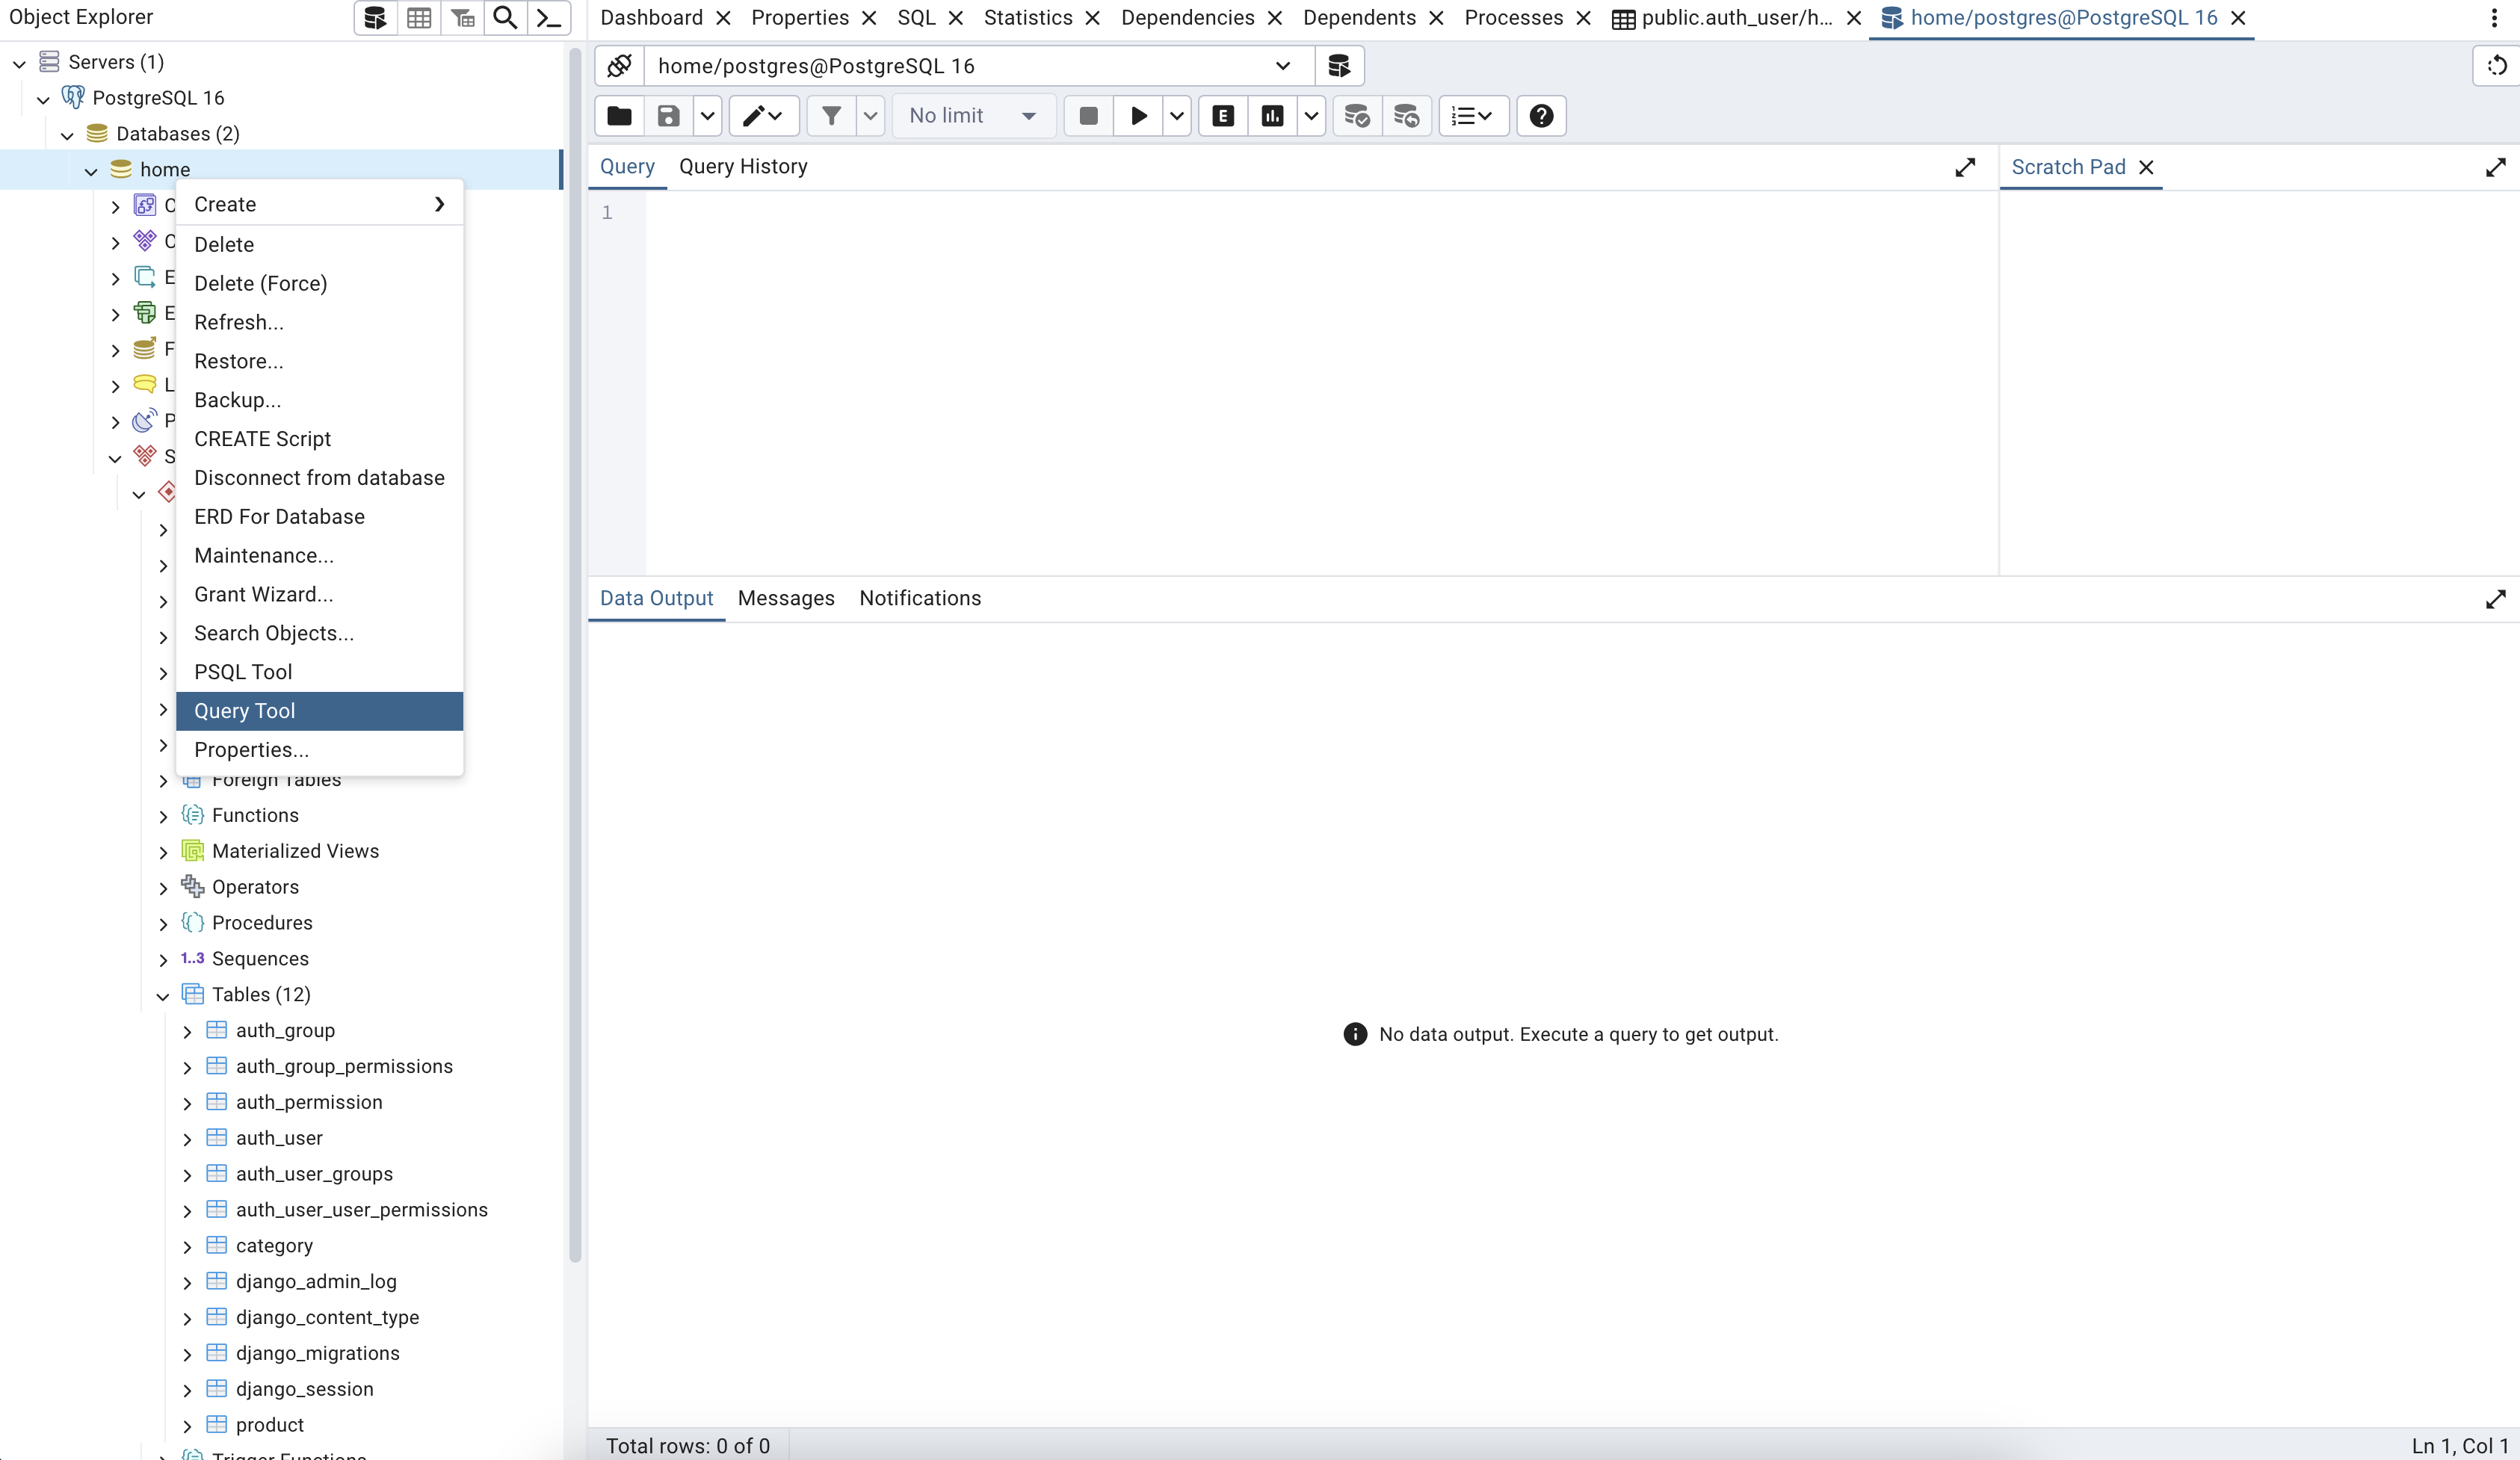 Object Explorer
Dashboard Properties SQL Statistics Dependencies Dependents Processes public.auth_user/h... home/postgres@PostgreSQL 16
Servers (1)
PostgreSQL 16
Databases (2)
home
Create
Delete
Delete (Force)
Refresh...
Restore...
Backup...
CREATE Script
Disconnect from database
ERD For Database
Maintenance...
Grant Wizard...
Search Objects...
PSQL Tool
Query Tool
Properties...
C
C
E
E
F
L
P
S
Foreign Tables
Functions
Materialized Views
Operators
Procedures
1..3 Sequences
Tables (12)
auth_group
auth_group_permissions
auth_permission
auth_user
auth_user_groups
auth_user_user_permissions
category
django_admin_log
django_content_type
django_migrations
django_session
product
Trigger Functions
home/postgres@PostgreSQL 16
No limit
E
Query Query History
Scratch Pad
1
Data Output Messages Notifications
No data output. Execute a query to get output.
Total rows: 0 of 0
Ln 1, Col 1